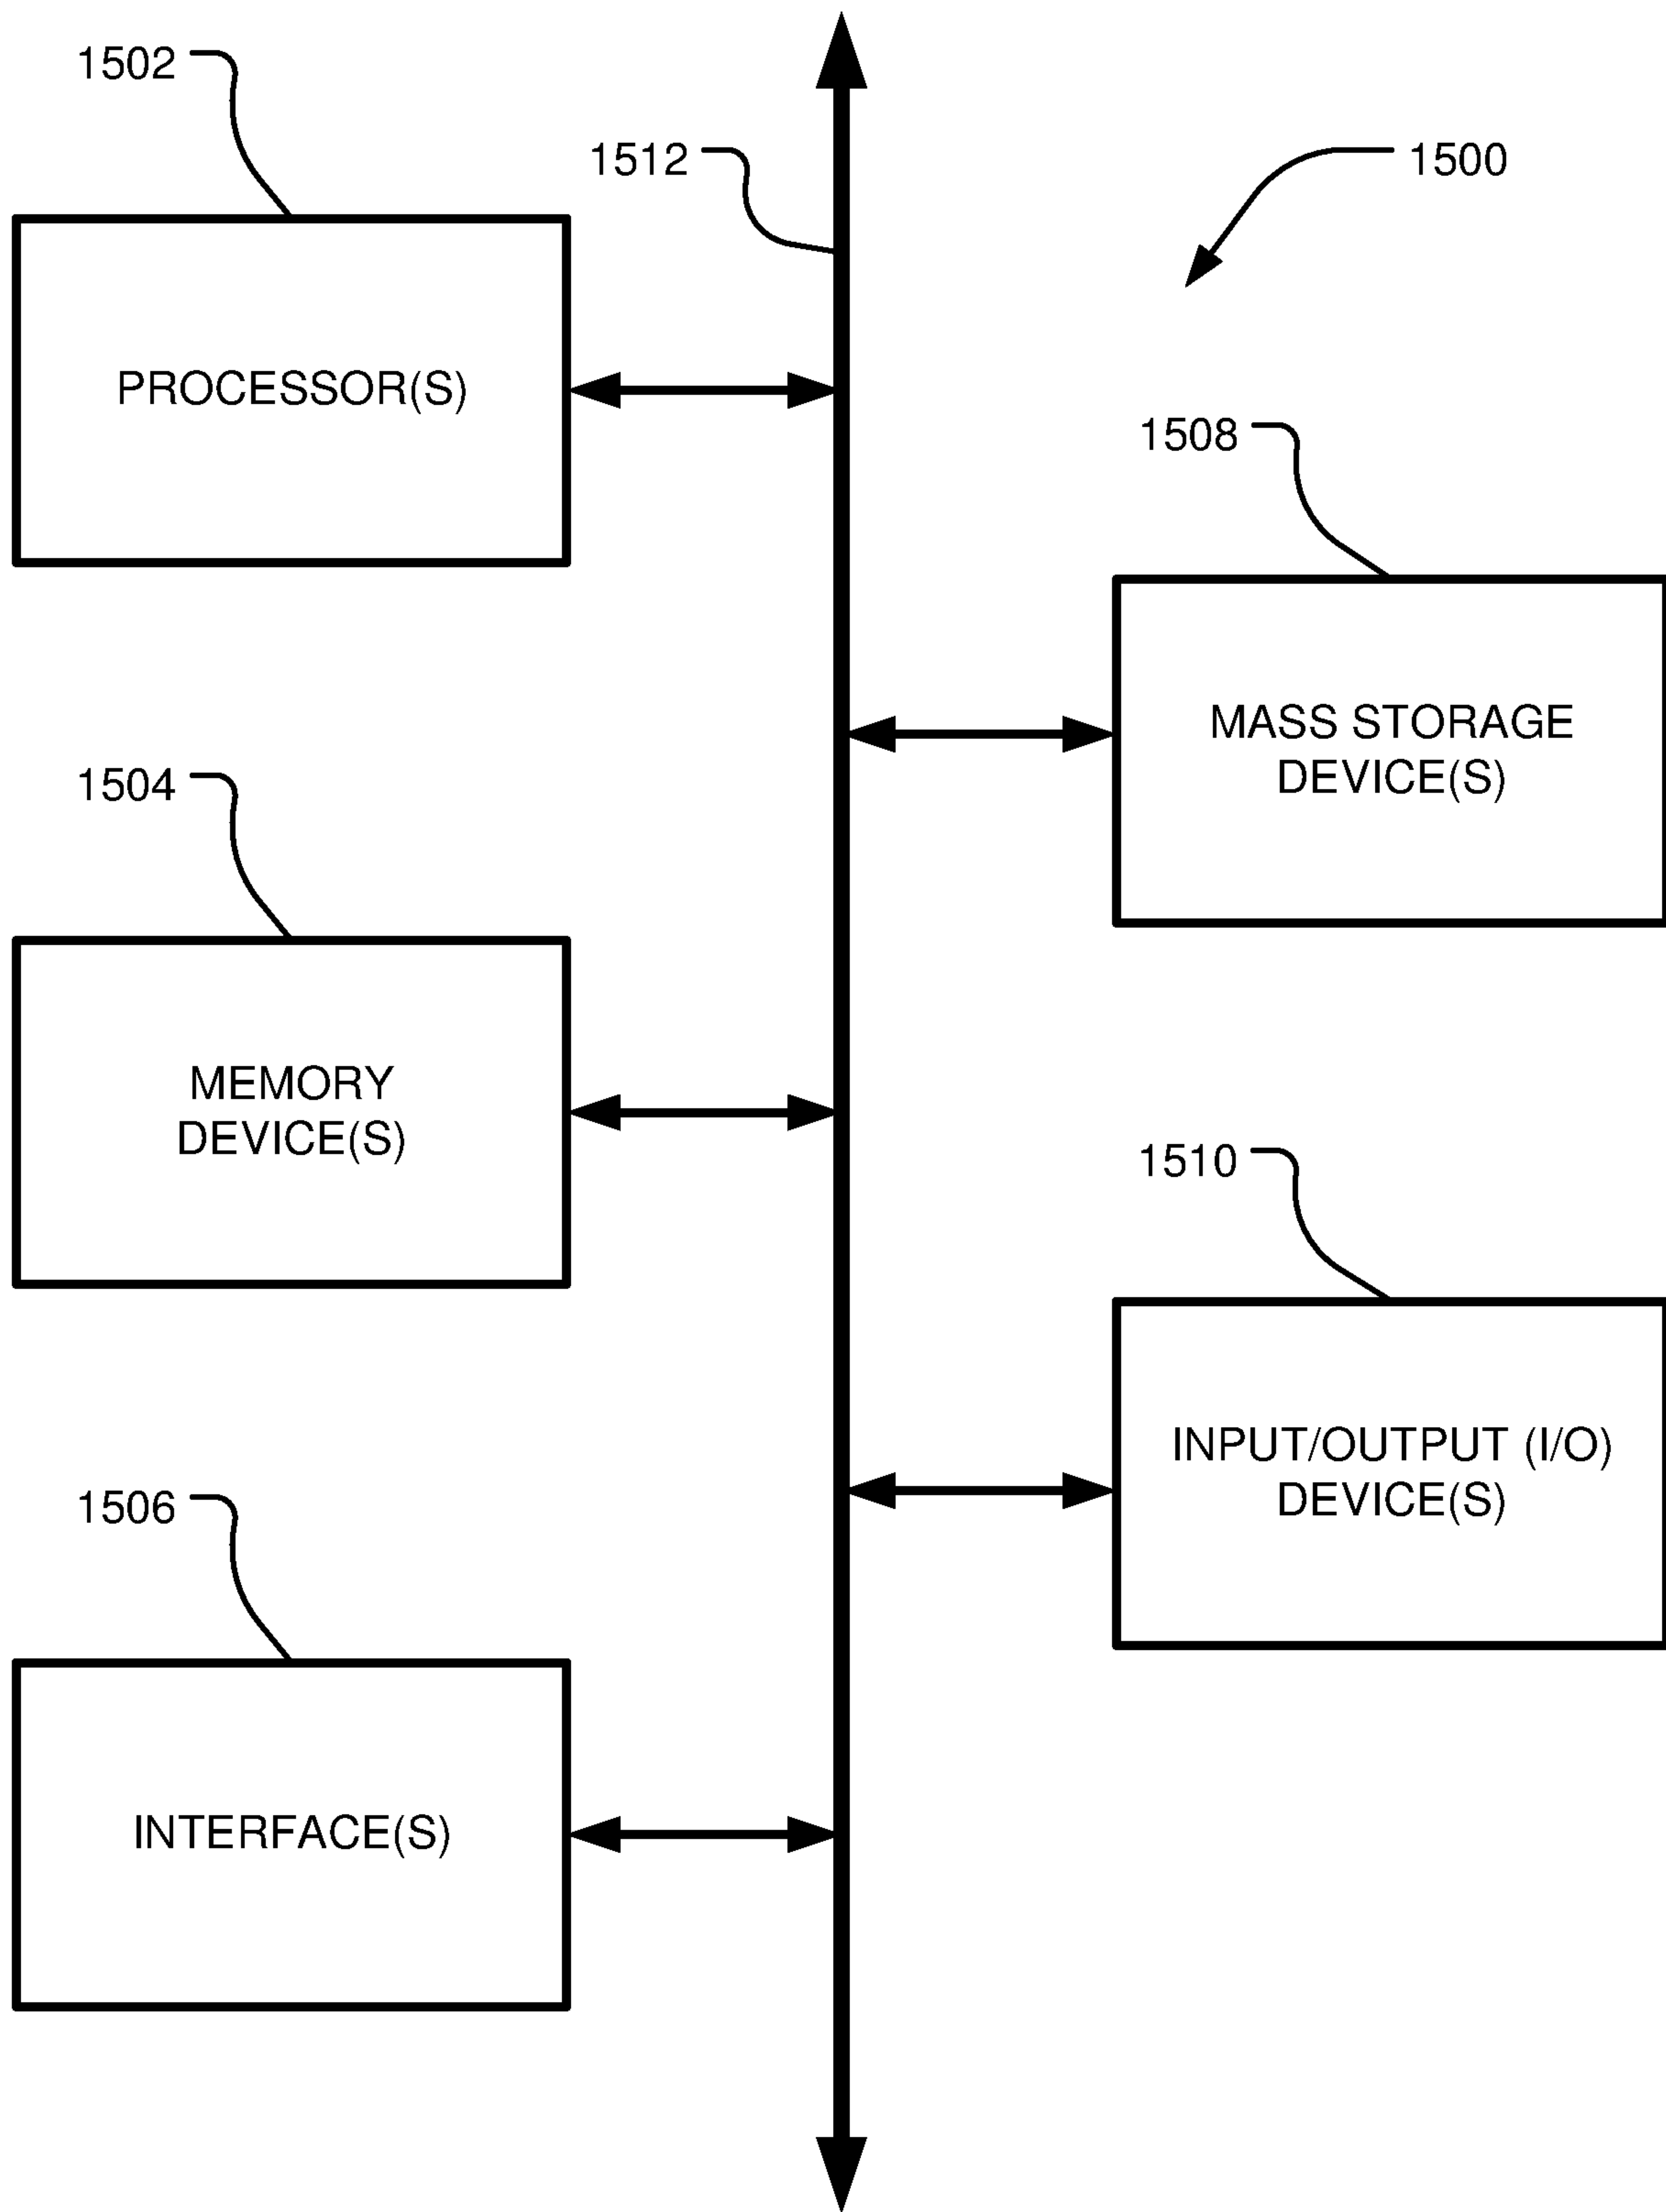 1502
1512
1500
PROCESSOR(S)
1508
MASS STORAGE
DEVICE(S)
1504
MEMORY
DEVICE(S)
1510
INPUT/OUTPUT (I/O)
DEVICE(S)
1506
INTERFACE(S)